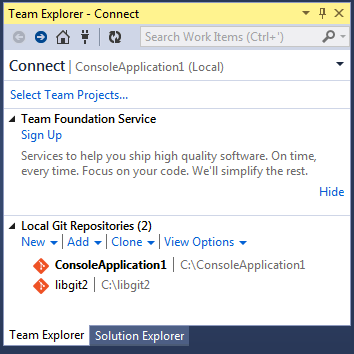 Team Explorer - Connect
Search Work Items (Ctrl+')
Connect | ConsoleApplication1 (Local)
Select Team Projects...
Team Foundation Service
Sign Up
Services to help you ship high quality software. On time,
every time. Focus on your code. We'll simplify the rest.
Hide
Local Git Repositories (2)
New | Add | Clone | View Options
ConsoleApplication1 | C:\ConsoleApplication1
libgit2 | C:\libgit2
Team Explorer Solution Explorer